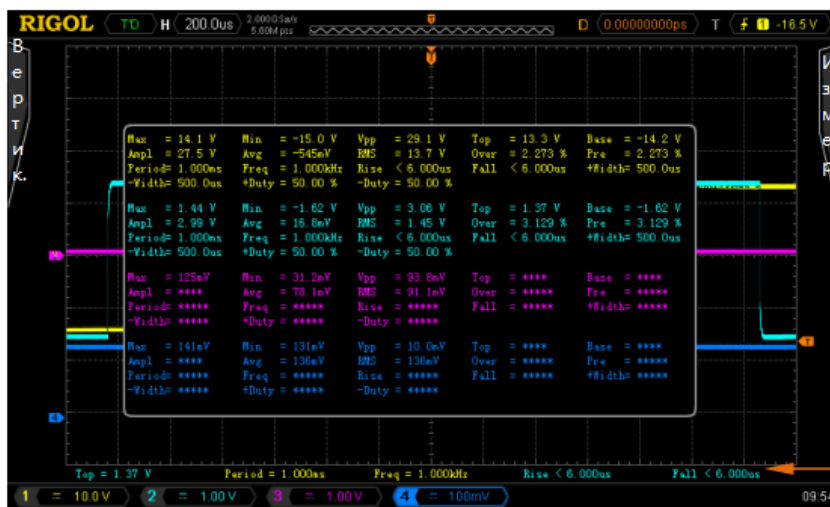 RIGOL T'D H 200.0us 2.000GSa/s 5.60M pts D 0.00000000ps T 1 -16.5 V
Вертик.
Измер
Max = 14.1 V Min = -15.0 V Vpp = 29.1 V Top = 13.3 V Base = -14.2 V
Ampl = 27.5 V Avg = -545mV RMS = 13.7 V Over = 2.273 % Pre = 2.273 %
Period= 1.000ms Freq = 1.000kHz Rise < 6.000us Fall < 6.000us +Width= 500.0us
-Width= 500.0us +Duty = 50.00 % -Duty = 50.00 %
Max = 1.44 V Min = -1.62 V Vpp = 3.06 V Top = 1.37 V Base = -1.62 V
Ampl = 2.99 V Avg = 16.8mV RMS = 1.45 V Over = 3.129 % Pre = 3.129 %
Period= 1.000ms Freq = 1.000kHz Rise < 6.000us Fall < 6.000us +Width= 500.0us
-Width= 500.0us +Duty = 50.00 % -Duty = 50.00 %
Max = 125mV Min = 31.2mV Vpp = 93.8mV Top = **** Base = ****
Ampl = **** Avg = 78.1mV RMS = 91.1mV Over = **** Pre = ****
Period= ***** Freq = ***** Rise = ***** Fall = ***** +Width= *****
-Width= ***** +Duty = ***** -Duty = *****
Max = 141mV Min = 131mV Vpp = 10.0mV Top = **** Base = ****
Ampl = **** Avg = 136mV RMS = 136mV Over = **** Pre = ****
Period= ***** Freq = ***** Rise = ***** Fall = ***** +Width= *****
-Width= ***** +Duty = ***** -Duty = *****
T
4
Top = 1.37 V Period = 1.000ms Freq = 1.000kHz Rise < 6.000us Fall < 6.000us
1 = 10.0 V 2 = 1.00 V 3 = 1.00 V 4 = 100mV 09:54